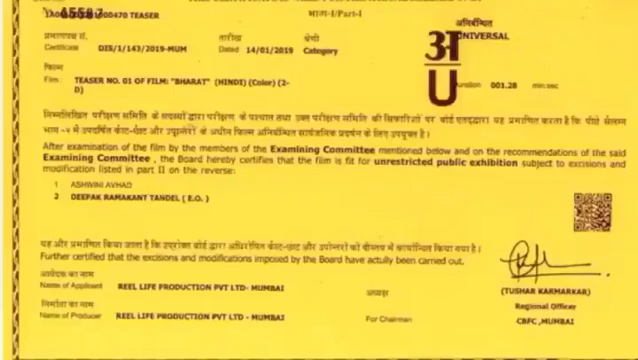 भाग-I/Part-I
TEASER
प्रमाणपत्र सं.
तारीख
श्रेणी
अनिर्बंधित
Certificate DIS/1/143/2019-MUM
Dated 14/01/2019
Category
अ
U
UNIVERSAL
फिल्म
Film : TEASER NO. 01 OF FILM: "BHARAT" (HINDI) (Color) (2-D)
001.28 min:sec
After examination of the film by the members of the Examining Committee mentioned below and on the recommendations of the said
Examining Committee , the Board hereby certifies that the film is fit for unrestricted public exhibition subject to excisions and
modification listed in part II on the reverse:
1 ASHWINI AVHAD
2 DEEPAK RAMAKANT TANDEL ( E.O. )
Further certified that the excisions and modifications imposed by the Board have actully been carried out.
आवेदक का नाम
Name of Applicant REEL LIFE PRODUCTION PVT LTD- MUMBAI
निर्माता का नाम
Name of Producer REEL LIFE PRODUCTION PVT LTD - MUMBAI
अध्यक्ष
For Chairman
(TUSHAR KARMARKAR)
Regional Officer
CBFC ,MUMBAI